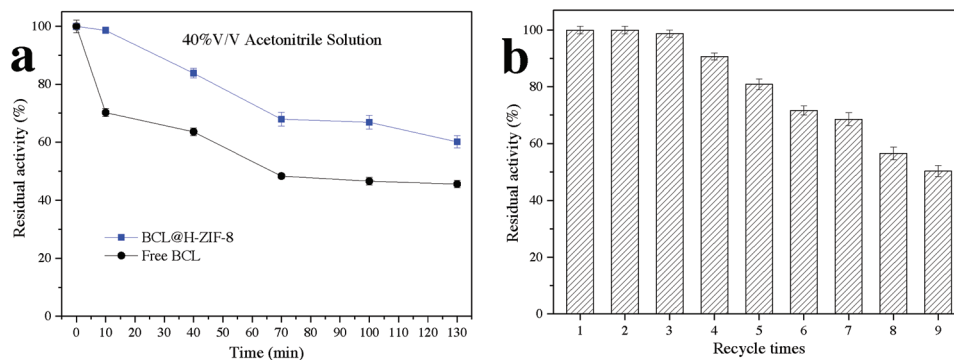 a
40%V/V Acetonitrile Solution
Residual activity (%)
100
80
60
40
20
0
BCL@H-ZIF-8
Free BCL
0 10 20 30 40 50 60 70 80 90 100 110 120 130
Time (min)
b
Residual activity (%)
100
80
60
40
20
0
1 2 3 4 5 6 7 8 9
Recycle times